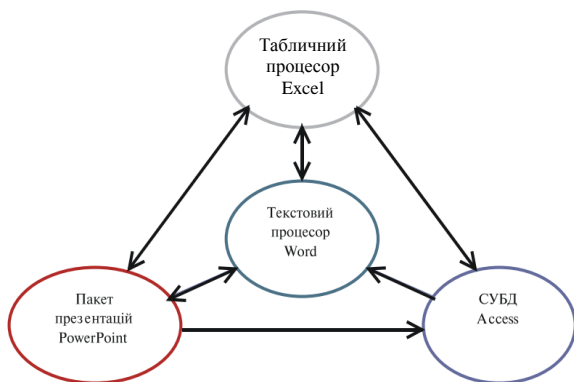 Табличний
процесор
Excel
Текстовий
процесор
Word
Пакет
презентацій
PowerPoint
СУБД
Access